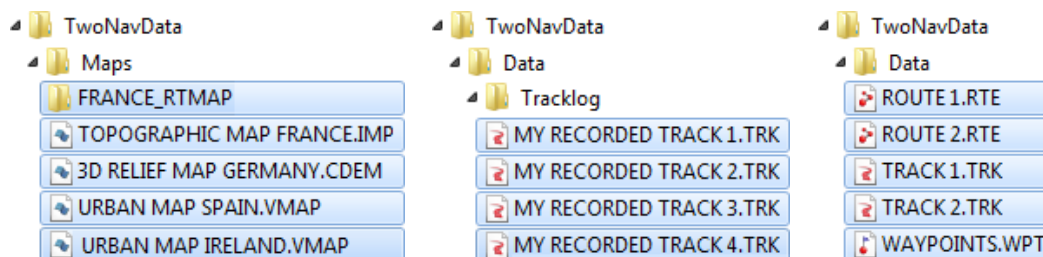 TwoNavData
Maps
FRANCE_RTMAP
TOPOGRAPHIC MAP FRANCE.IMP
3D RELIEF MAP GERMANY.CDEM
URBAN MAP SPAIN.VMAP
URBAN MAP IRELAND.VMAP
TwoNavData
Data
Tracklog
MY RECORDED TRACK 1.TRK
MY RECORDED TRACK 2.TRK
MY RECORDED TRACK 3.TRK
MY RECORDED TRACK 4.TRK
TwoNavData
Data
ROUTE 1.RTE
ROUTE 2.RTE
TRACK 1.TRK
TRACK 2.TRK
WAYPOINTS.WPT